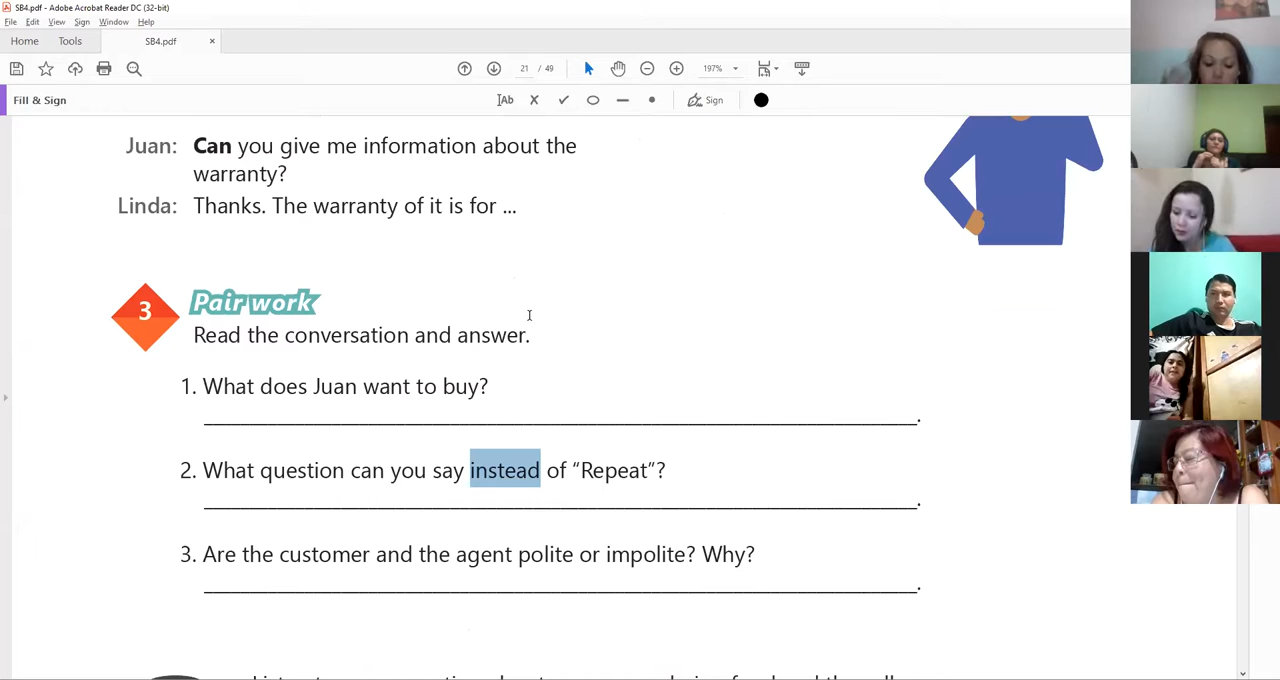 SB4.pdf - Adobe Acrobat Reader DC (32-bit)
File Edit View Sign Window Help
Home Tools SB4.pdf ×
21 / 49 197%
Fill & Sign
Ab Sign
Juan: Can you give me information about the
warranty?
Linda: Thanks. The warranty of it is for ...
3 Pair work
Read the conversation and answer.
1. What does Juan want to buy?
2. What question can you say instead of “Repeat”?
3. Are the customer and the agent polite or impolite? Why?